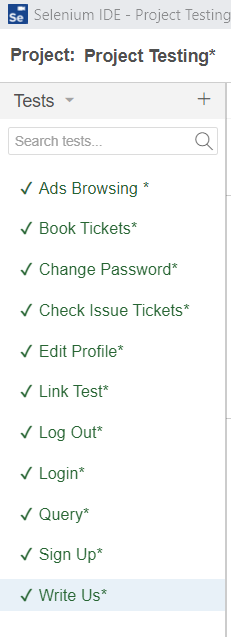 Se Selenium IDE - Project Testing
Project: Project Testing*
Tests
Search tests...
Ads Browsing *
Book Tickets*
Change Password*
Check Issue Tickets*
Edit Profile*
Link Test*
Log Out*
Login*
Query*
Sign Up*
Write Us*